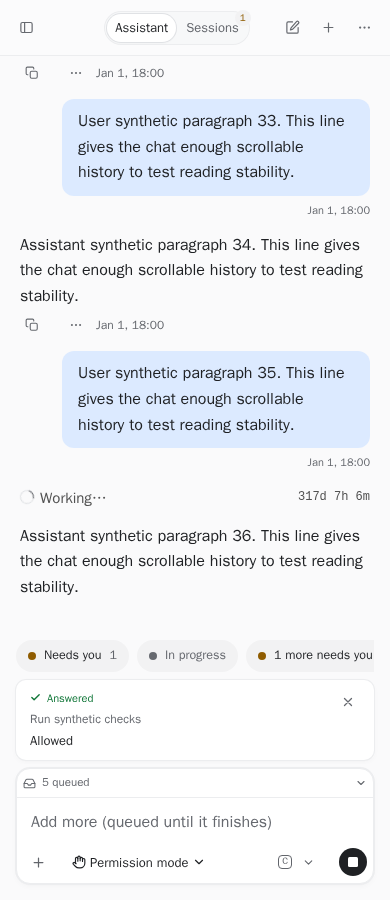 Assistant Sessions 1
Jan 1, 18:00
User synthetic paragraph 33. This line
gives the chat enough scrollable
history to test reading stability.
Jan 1, 18:00
Assistant synthetic paragraph 34. This line gives
the chat enough scrollable history to test reading
stability.
Jan 1, 18:00
User synthetic paragraph 35. This line
gives the chat enough scrollable
history to test reading stability.
Jan 1, 18:00
Working··· 317d 7h 6m
Assistant synthetic paragraph 36. This line gives
the chat enough scrollable history to test reading
stability.
Needs you 1 In progress 1 more needs you
Answered
Run synthetic checks
Allowed
5 queued
Add more (queued until it finishes)
Permission mode C